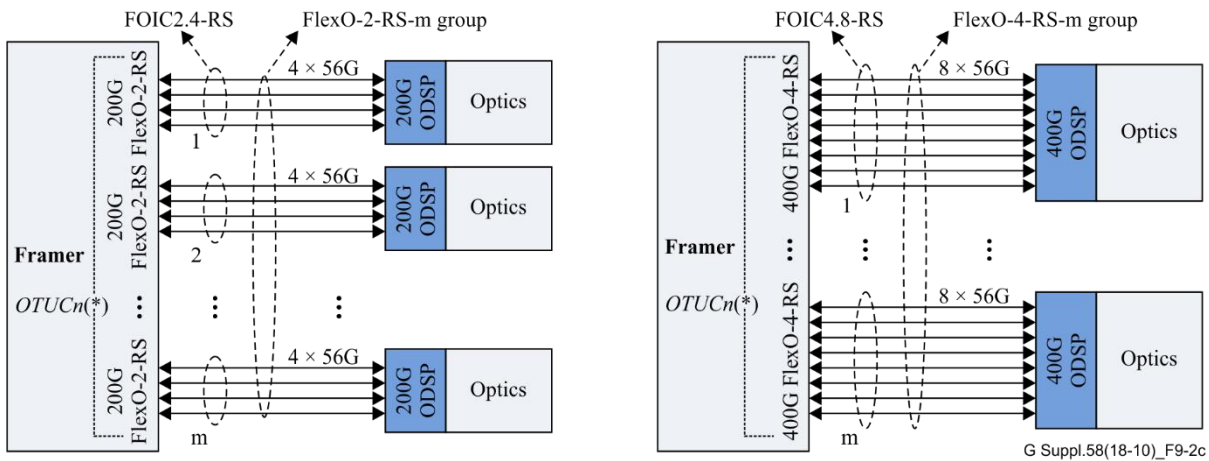 FOIC2.4-RS
FlexO-2-RS-m group
200G
FlexO-2-RS
4 × 56G
200G
ODSP
Optics
1
200G
FlexO-2-RS
4 × 56G
200G
ODSP
Optics
2
Framer
OTUCn(*)
...
...
...
200G
FlexO-2-RS
4 × 56G
200G
ODSP
Optics
m
FOIC4.8-RS
FlexO-4-RS-m group
400G FlexO-4-RS
8 × 56G
400G
ODSP
Optics
1
Framer
OTUCn(*)
...
...
...
400G FlexO-4-RS
8 × 56G
400G
ODSP
Optics
m
G Suppl.58(18-10)_F9-2c